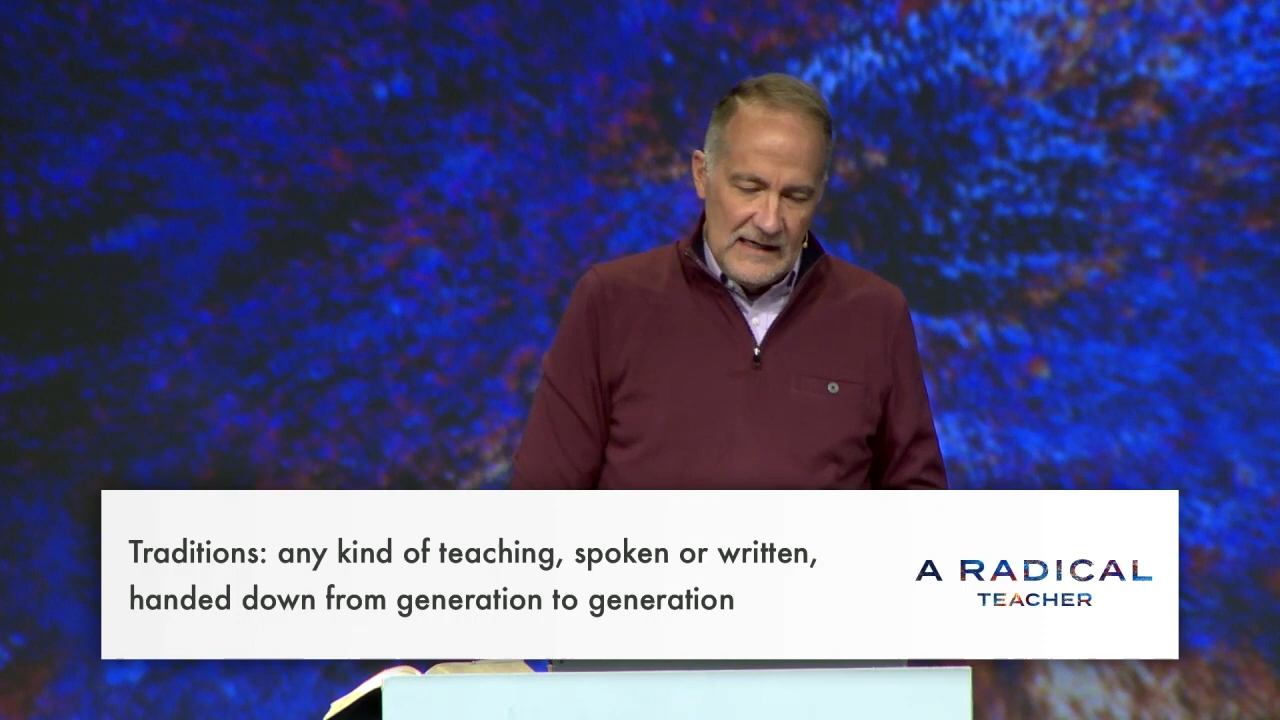 Traditions: any kind of teaching, spoken or written,
handed down from generation to generation
A RADICAL
TEACHER